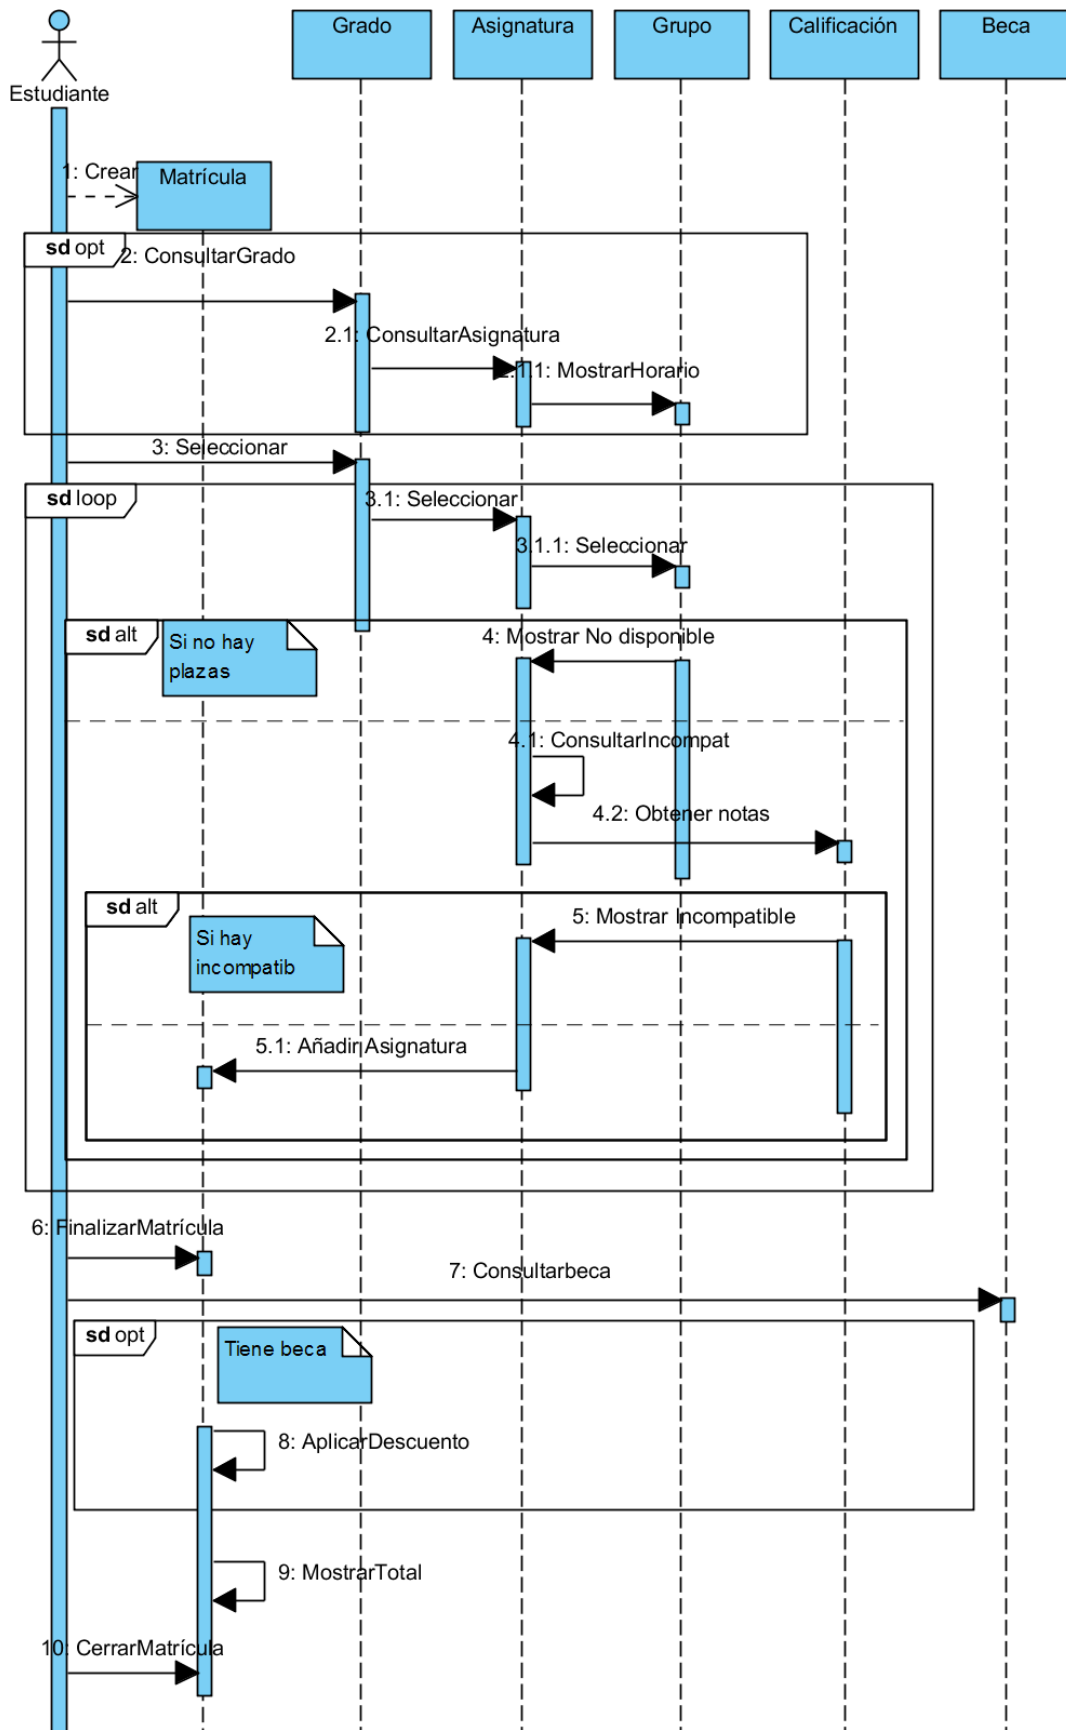 Grado
Asignatura
Grupo
Calificación
Beca
Estudiante
1: Crear
Matrícula
sd opt
2: ConsultarGrado
2.1: ConsultarAsignatura
2.1.1: MostrarHorario
3: Seleccionar
sd loop
3.1: Seleccionar
3.1.1: Seleccionar
sd alt
Si no hay
plazas
4: Mostrar No disponible
4.1: ConsultarIncompat
4.2: Obtener notas
sd alt
Si hay
incompatib
5: Mostrar Incompatible
5.1: Añadir Asignatura
6: FinalizarMatrícula
7: Consultarbeca
sd opt
Tiene beca
8: AplicarDescuento
9: MostrarTotal
10: CerrarMatrícula